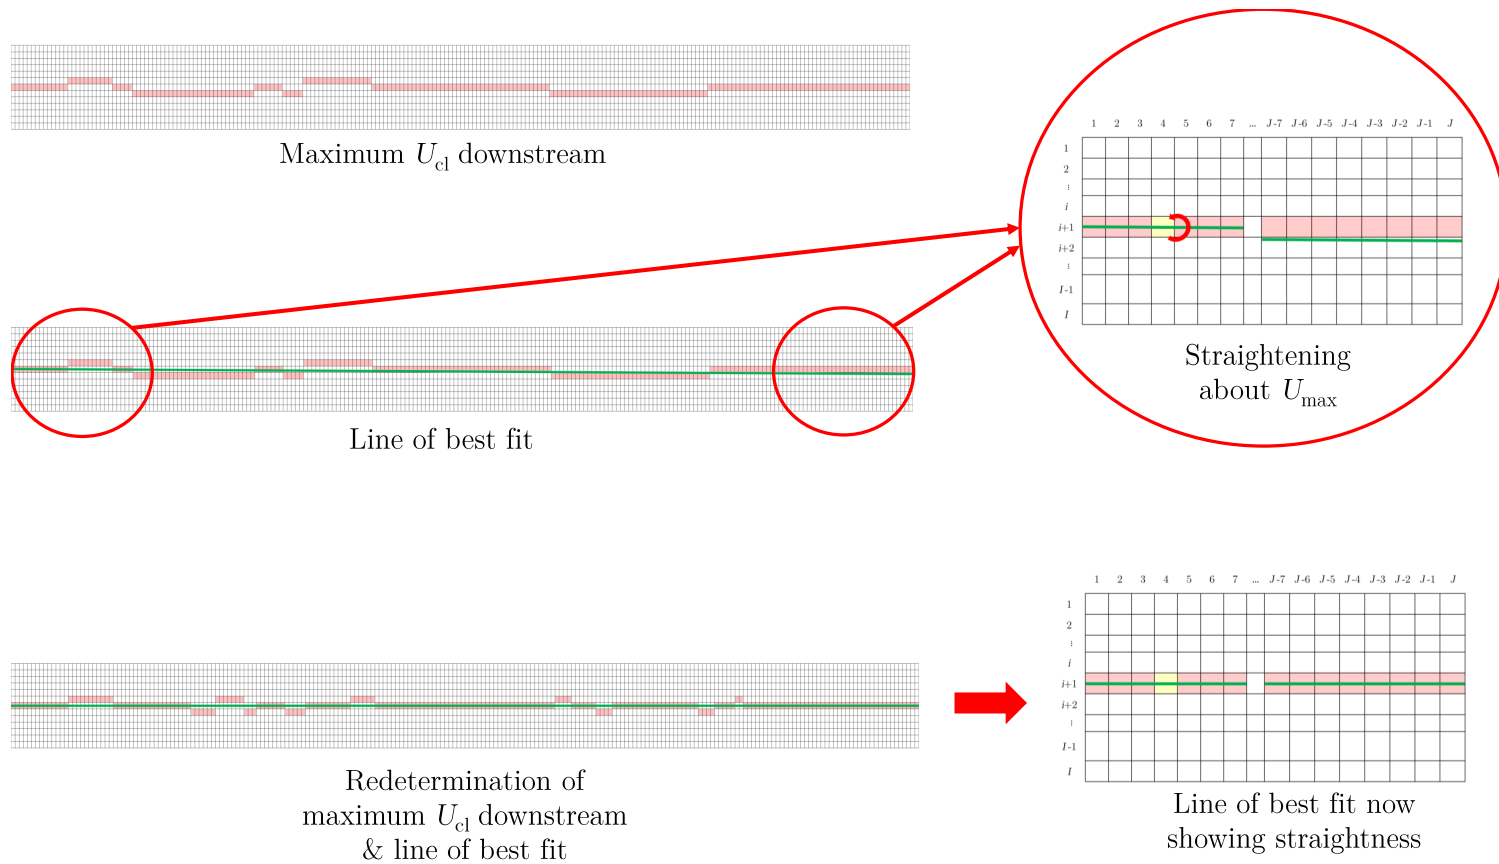 Maximum U_cl downstream
1 2 3 4 5 6 7 ... J-7 J-6 J-5 J-4 J-3 J-2 J-1 J
1
2
⋮
i
i+1
i+2
⋮
I-1
I
Straightening
about U_max
Line of best fit
1 2 3 4 5 6 7 ... J-7 J-6 J-5 J-4 J-3 J-2 J-1 J
1
2
⋮
i
i+1
i+2
⋮
I-1
I
Redetermination of
maximum U_cl downstream
& line of best fit
Line of best fit now
showing straightness